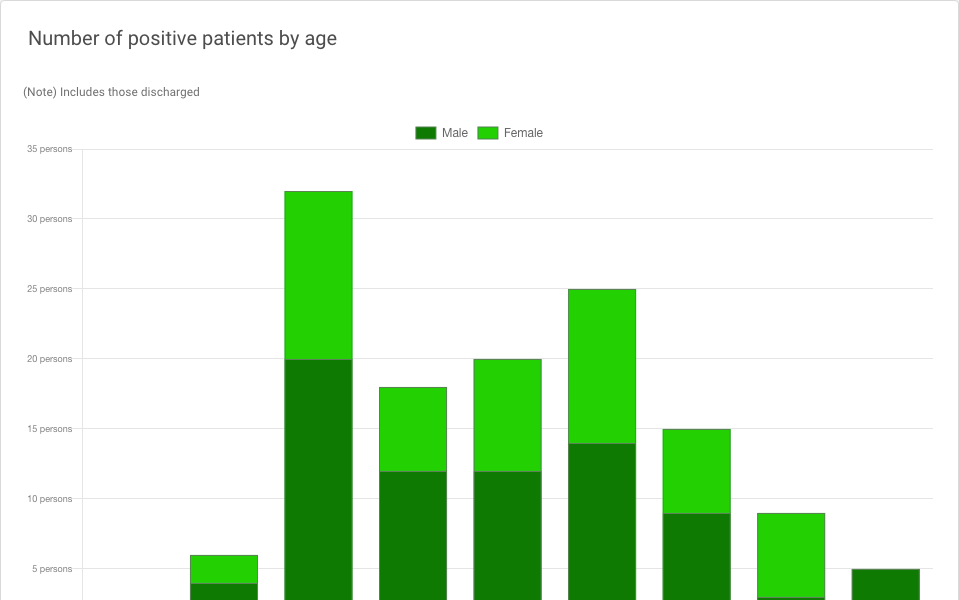 Number of positive patients by age
(Note) Includes those discharged
Male Female
35 persons
30 persons
25 persons
20 persons
15 persons
10 persons
5 persons